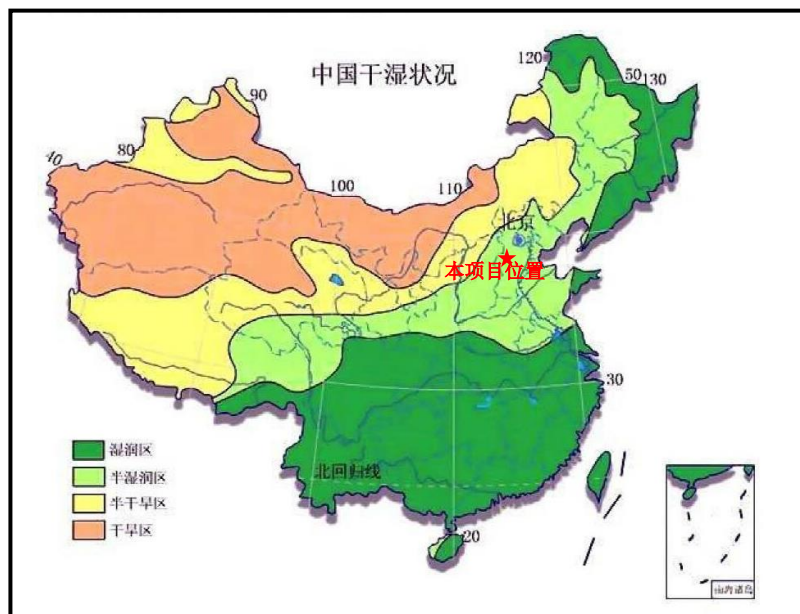 中国干湿状况
120
50
130
90
80
40
100
110
北京
本项目位置
30
湿润区
半湿润区
半干旱区
干旱区
北回归线
20
南海诸岛